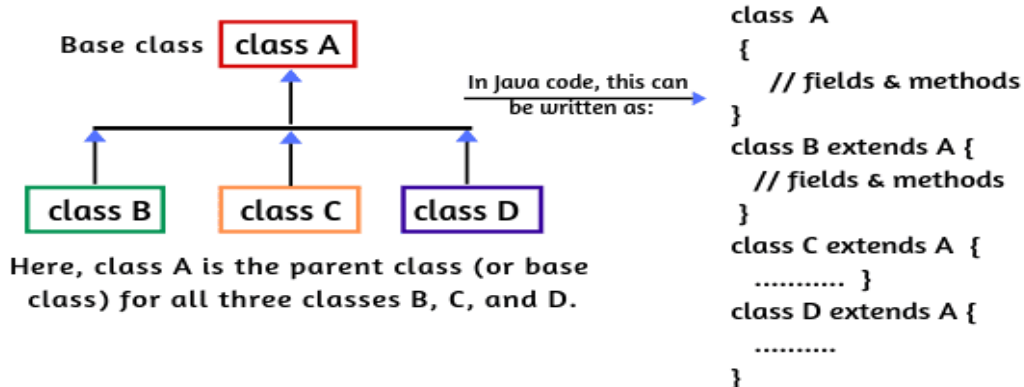 Base class class A
In Java code, this can
be written as:
class B class C class D
Here, class A is the parent class (or base
class) for all three classes B, C, and D.
class A
{
// fields & methods
}
class B extends A {
// fields & methods
}
class C extends A {
........... }
class D extends A {
..........
}